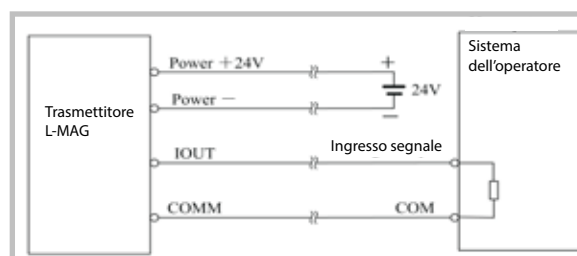 Trasmettitore
L-MAG
Power +24V
Power −
IOUT
COMM
+
24V
−
Ingresso segnale
COM
Sistema
dell'operatore